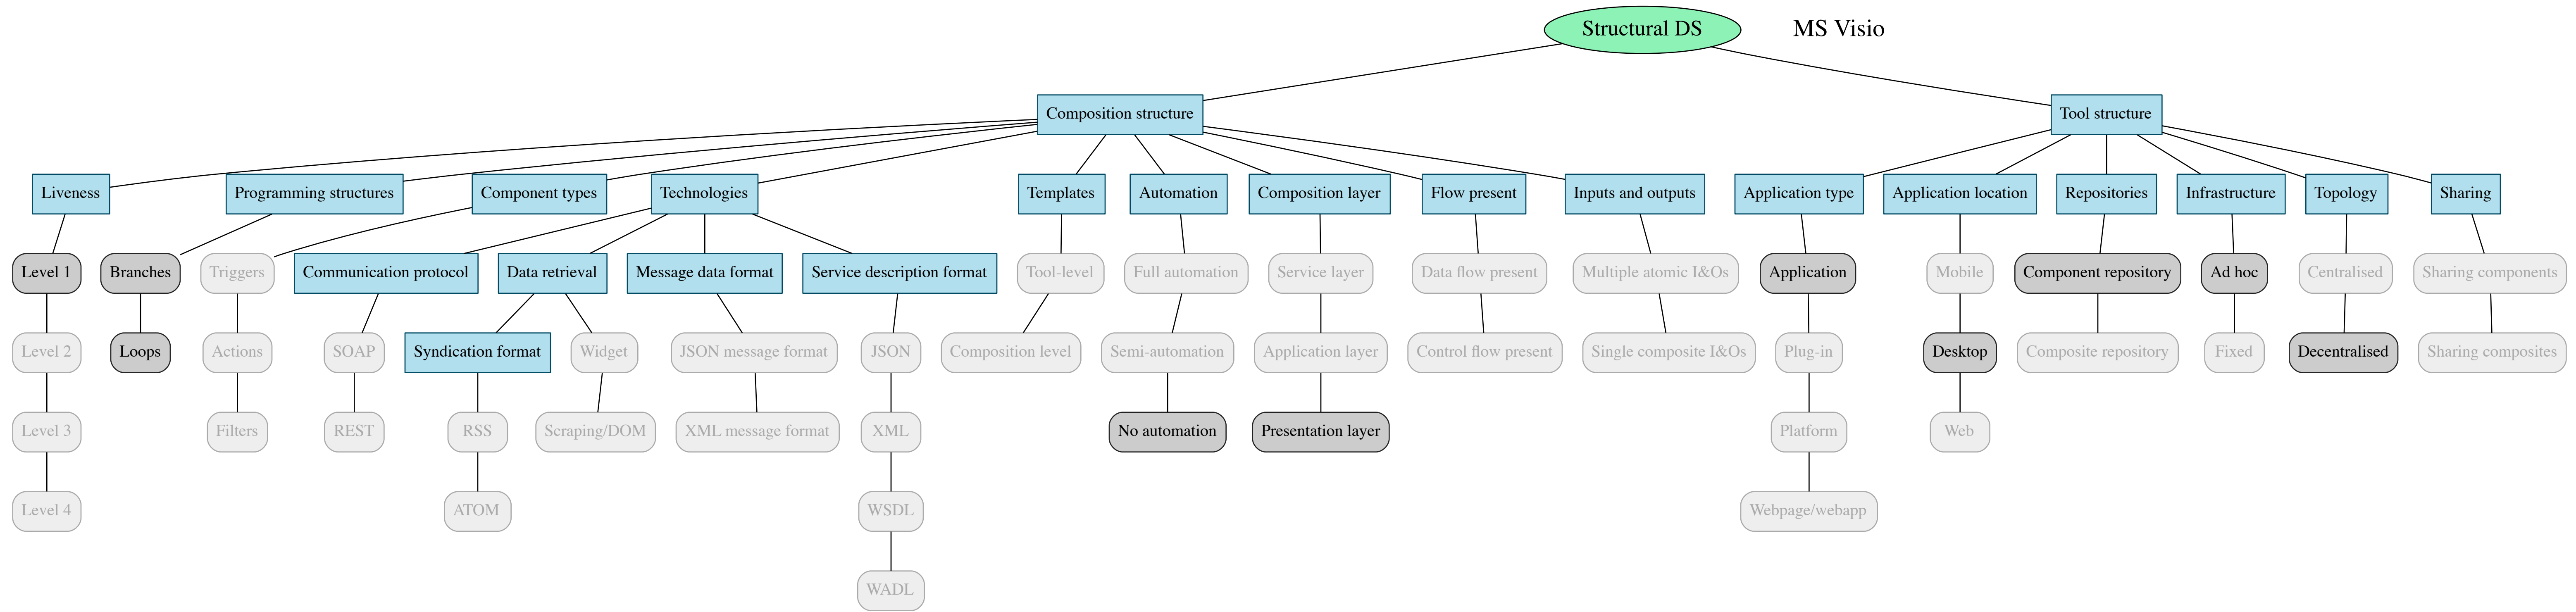 Structural DS
MS Visio
Composition structure
Tool structure
Liveness
Programming structures
Component types
Technologies
Templates
Automation
Composition layer
Flow present
Inputs and outputs
Application type
Application location
Repositories
Infrastructure
Topology
Sharing
Level 1
Branches
Triggers
Communication protocol
Data retrieval
Message data format
Service description format
Tool-level
Full automation
Service layer
Data flow present
Multiple atomic I&Os
Application
Mobile
Component repository
Ad hoc
Centralised
Sharing components
Level 2
Loops
Actions
SOAP
Syndication format
Widget
JSON message format
JSON
Composition level
Semi-automation
Application layer
Control flow present
Single composite I&Os
Plug-in
Desktop
Composite repository
Fixed
Decentralised
Sharing composites
Level 3
Filters
REST
RSS
Scraping/DOM
XML message format
XML
No automation
Presentation layer
Platform
Web
Level 4
ATOM
WSDL
Webpage/webapp
WADL